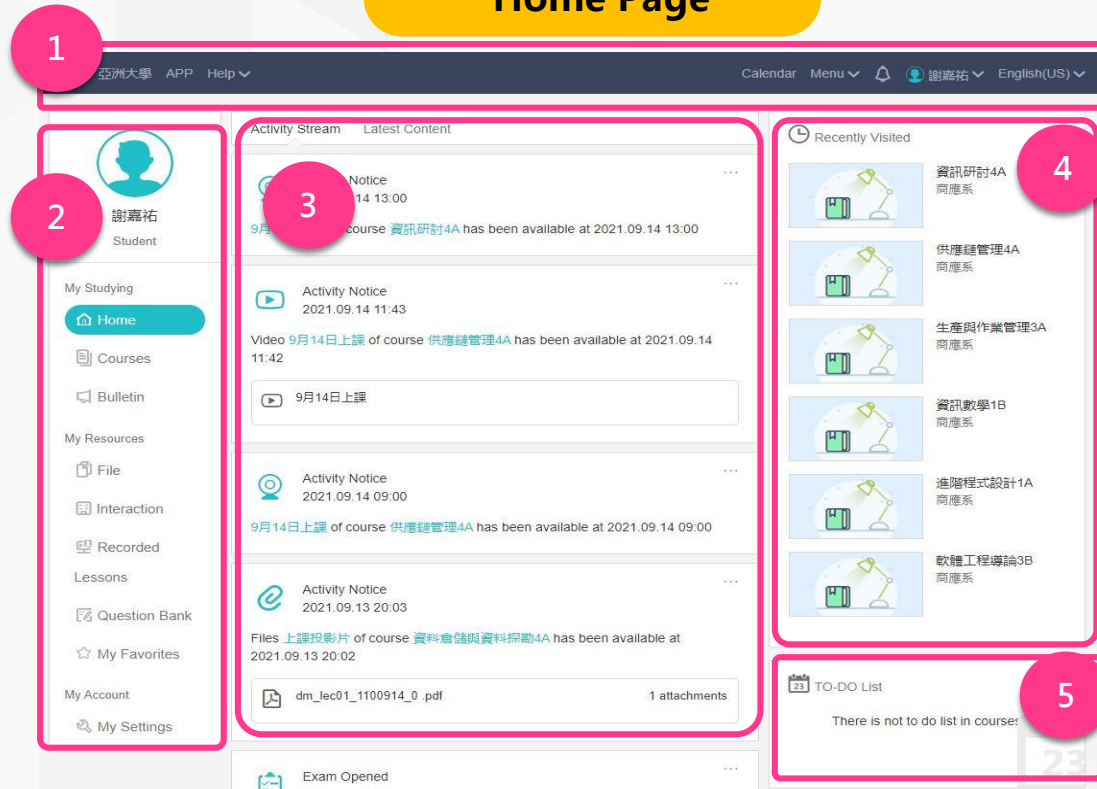 Home Page
1
亞洲大學 APP Help
Calendar Menu 謝嘉祐 English(US)
2
謝嘉祐
Student
My Studying
Home
Courses
Bulletin
My Resources
File
Interaction
Recorded
Lessons
Question Bank
My Favorites
My Account
My Settings
Activity Stream Latest Content
3
Notice
14 13:00
9月 course 資訊研討4A has been available at 2021.09.14 13:00
Activity Notice
2021.09.14 11:43
Video 9月14日上課 of course 供應鏈管理4A has been available at 2021.09.14
11:42
9月14日上課
Activity Notice
2021.09.14 09:00
9月14日上課 of course 供應鏈管理4A has been available at 2021.09.14 09:00
Activity Notice
2021.09.13 20:03
Files 上課投影片 of course 資料倉儲與資料探勘4A has been available at
2021.09.13 20:02
dm_lec01_1100914_0 .pdf 1 attachments
Exam Opened
Recently Visited
4
資訊研討4A
商應系
供應鏈管理4A
商應系
生產與作業管理3A
商應系
資訊數學1B
商應系
進階程式設計1A
商應系
軟體工程導論3B
商應系
23 TO-DO List
5
There is not to do list in courses
23